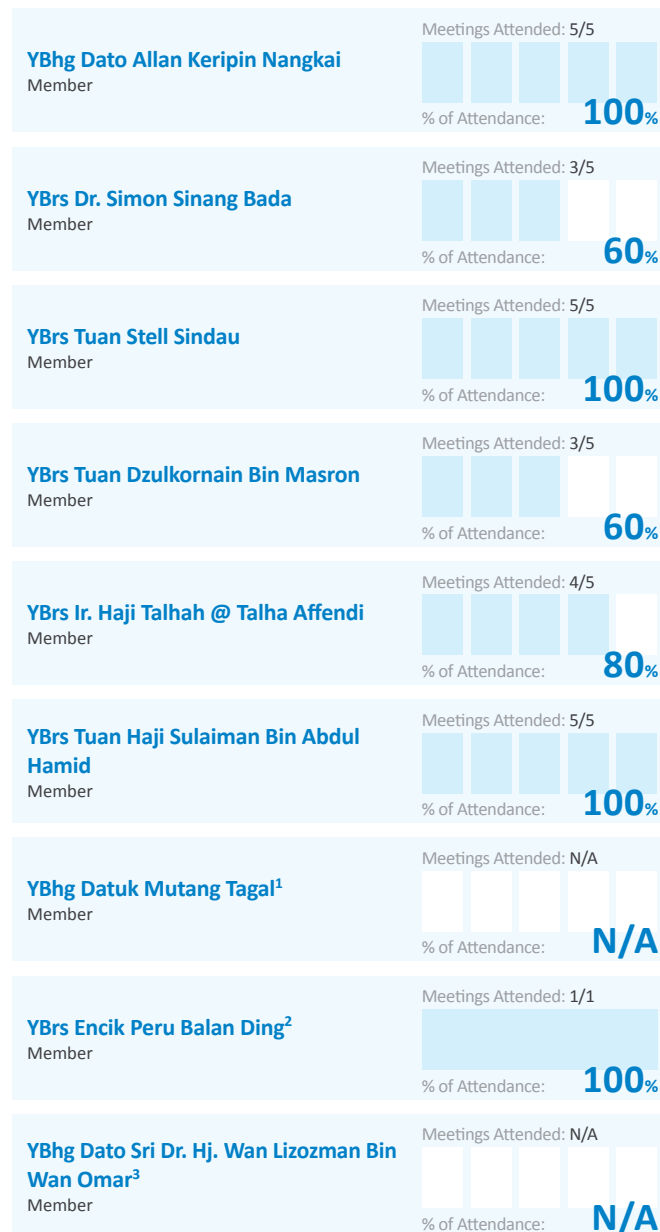 Meetings Attended: 5/5
YBhg Dato Allan Keripin Nangkai
Member
% of Attendance: 100%
Meetings Attended: 3/5
YBrs Dr. Simon Sinang Bada
Member
% of Attendance: 60%
Meetings Attended: 5/5
YBrs Tuan Stell Sindau
Member
% of Attendance: 100%
Meetings Attended: 3/5
YBrs Tuan Dzulkornain Bin Masron
Member
% of Attendance: 60%
Meetings Attended: 4/5
YBrs Ir. Haji Talhah @ Talha Affendi
Member
% of Attendance: 80%
Meetings Attended: 5/5
YBrs Tuan Haji Sulaiman Bin Abdul
Hamid
Member
% of Attendance: 100%
Meetings Attended: N/A
YBhg Datuk Mutang Tagal¹
Member
% of Attendance: N/A
Meetings Attended: 1/1
YBrs Encik Peru Balan Ding²
Member
% of Attendance: 100%
Meetings Attended: N/A
YBhg Dato Sri Dr. Hj. Wan Lizozman Bin
Wan Omar³
Member
% of Attendance: N/A